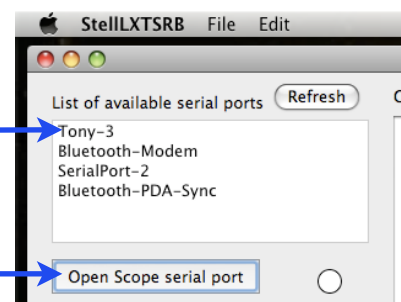 StellLXTSRB File Edit
List of available serial ports Refresh
Tony-3
Bluetooth-Modem
SerialPort-2
Bluetooth-PDA-Sync
Open Scope serial port